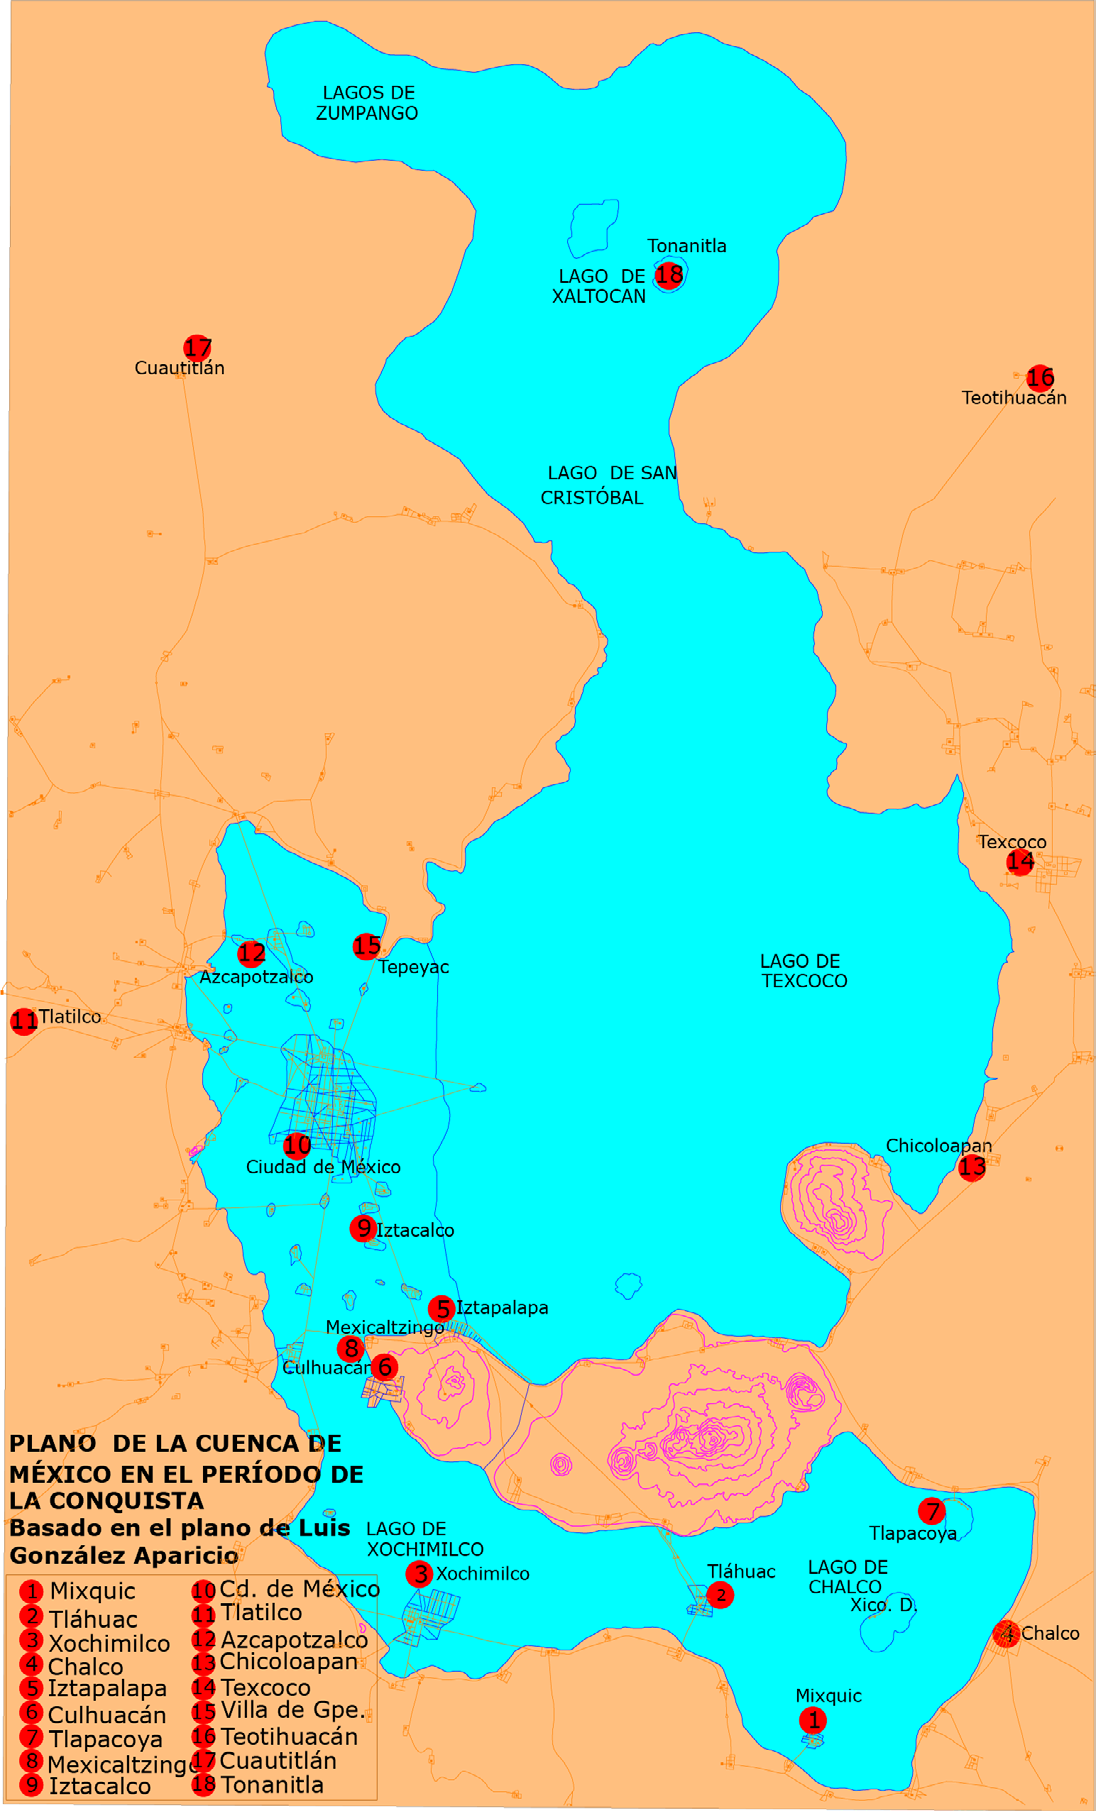 LAGOS DE
ZUMPANGO
Tonanitla
18
LAGO DE
XALTOCAN
17
Cuautitlán
16
Teotihuacán
LAGO DE SAN
CRISTÓBAL
Texcoco
14
12
Azcapotzalco
15
Tepeyac
LAGO DE
TEXCOCO
11 Tlatilco
10
Ciudad de México
Chicoloapan
13
9 Iztacalco
5 Iztapalapa
Mexicaltzingo
8
Culhuacán 6
PLANO DE LA CUENCA DE
MÉXICO EN EL PERÍODO DE
LA CONQUISTA
Basado en el plano de Luis
González Aparicio
7
Tlapacoya
LAGO DE
XOCHIMILCO
3 Xochimilco
Tláhuac
2
LAGO DE
CHALCO
Xico. D.
4 Chalco
Mixquic
1
1 Mixquic
2 Tláhuac
3 Xochimilco
4 Chalco
5 Iztapalapa
6 Culhuacán
7 Tlapacoya
8 Mexicaltzingo
9 Iztacalco
10 Cd. de México
11 Tlatilco
12 Azcapotzalco
13 Chicoloapan
14 Texcoco
15 Villa de Gpe.
16 Teotihuacán
17 Cuautitlán
18 Tonanitla